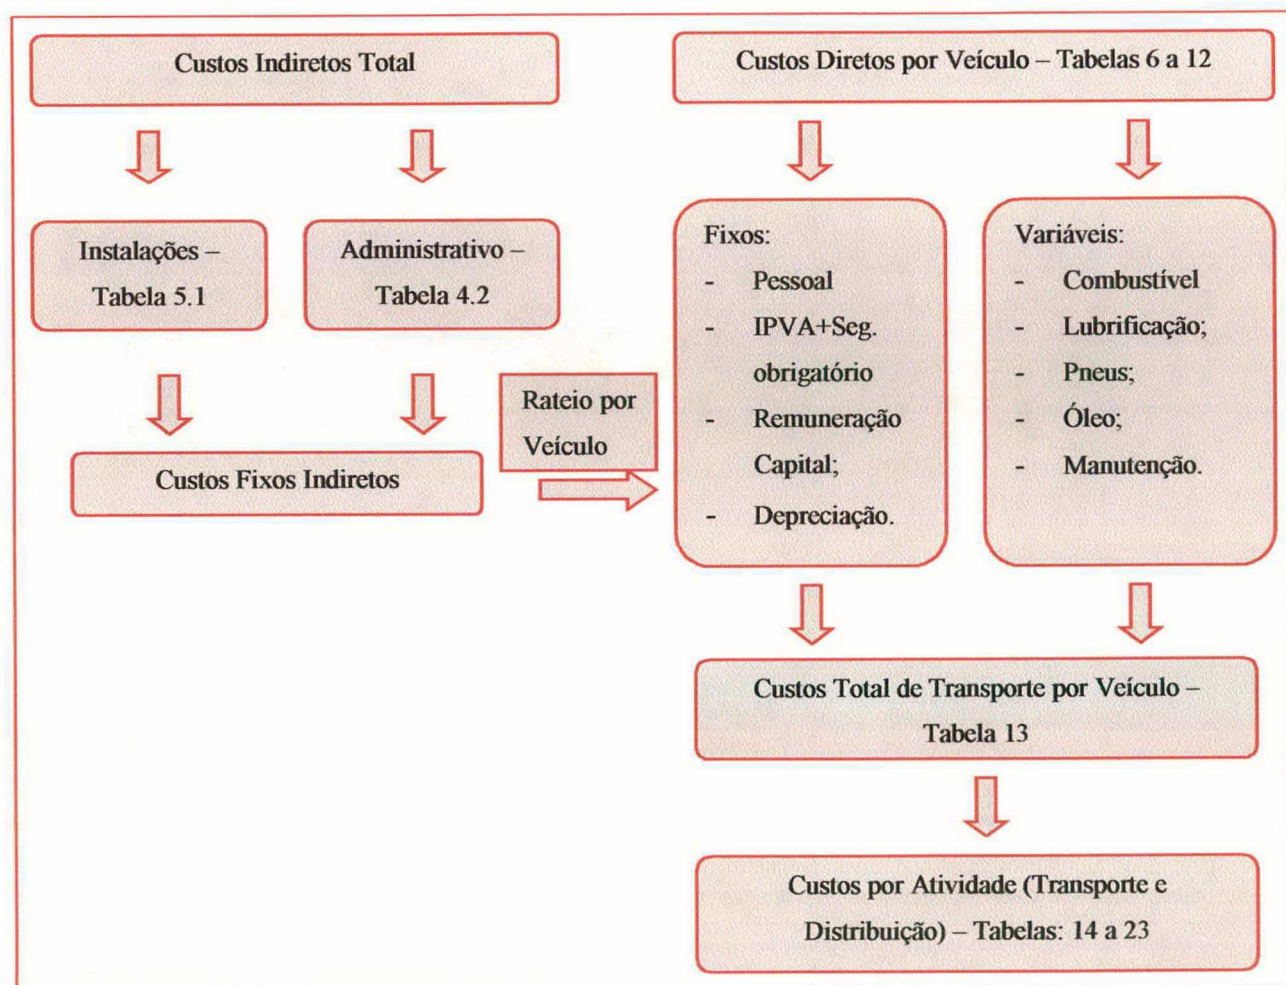 Custos Indiretos Total
Custos Diretos por Veículo – Tabelas 6 a 12
Instalações –
Tabela 5.1
Administrativo –
Tabela 4.2
Custos Fixos Indiretos
Rateio por
Veículo
Fixos:
- Pessoal
- IPVA+Seg.
obrigatório
- Remuneração
Capital;
- Depreciação.
Variáveis:
- Combustível
- Lubrificação;
- Pneus;
- Óleo;
- Manutenção.
Custos Total de Transporte por Veículo –
Tabela 13
Custos por Atividade (Transporte e
Distribuição) – Tabelas: 14 a 23